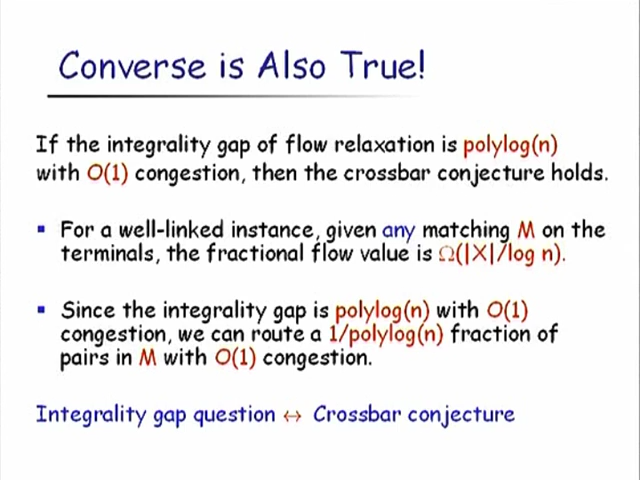 Converse is Also True!
If the integrality gap of flow relaxation is polylog(n)
with O(1) congestion, then the crossbar conjecture holds.
▪ For a well-linked instance, given any matching M on the
terminals, the fractional flow value is Ω(|X|/log n).
▪ Since the integrality gap is polylog(n) with O(1)
congestion, we can route a 1/polylog(n) fraction of
pairs in M with O(1) congestion.
Integrality gap question ↔ Crossbar conjecture